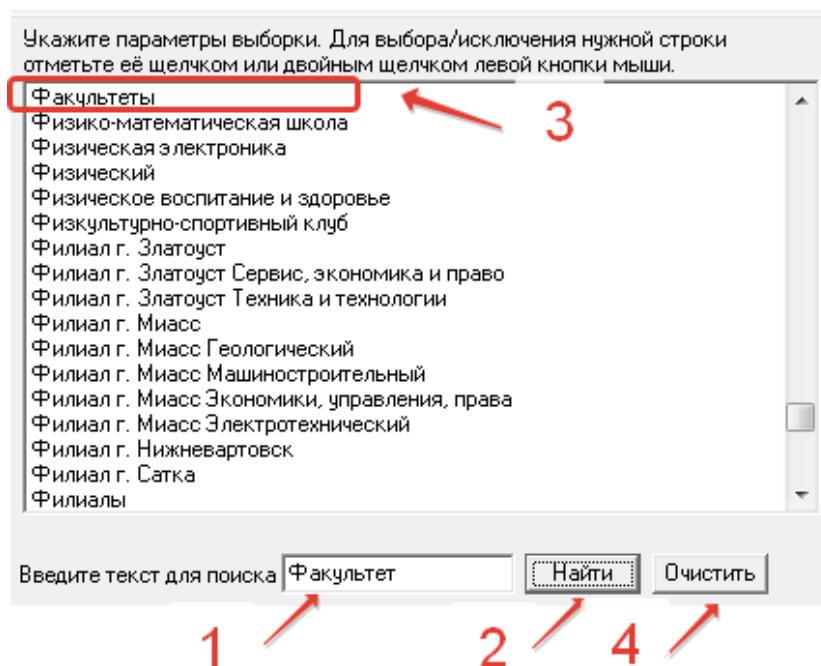 Укажите параметры выборки. Для выбора/исключения нужной строки
отметьте её щелчком или двойным щелчком левой кнопки мыши.
Факультеты
3
Физико-математическая школа
Физическая электроника
Физический
Физическое воспитание и здоровье
Физкультурно-спортивный клуб
Филиал г. Златоуст
Филиал г. Златоуст Сервис, экономика и право
Филиал г. Златоуст Техника и технологии
Филиал г. Миасс
Филиал г. Миасс Геологический
Филиал г. Миасс Машиностроительный
Филиал г. Миасс Экономики, управления, права
Филиал г. Миасс Электротехнический
Филиал г. Нижневартовск
Филиал г. Сатка
Филиалы
Введите текст для поиска Факультет Найти Очистить
1 2 4